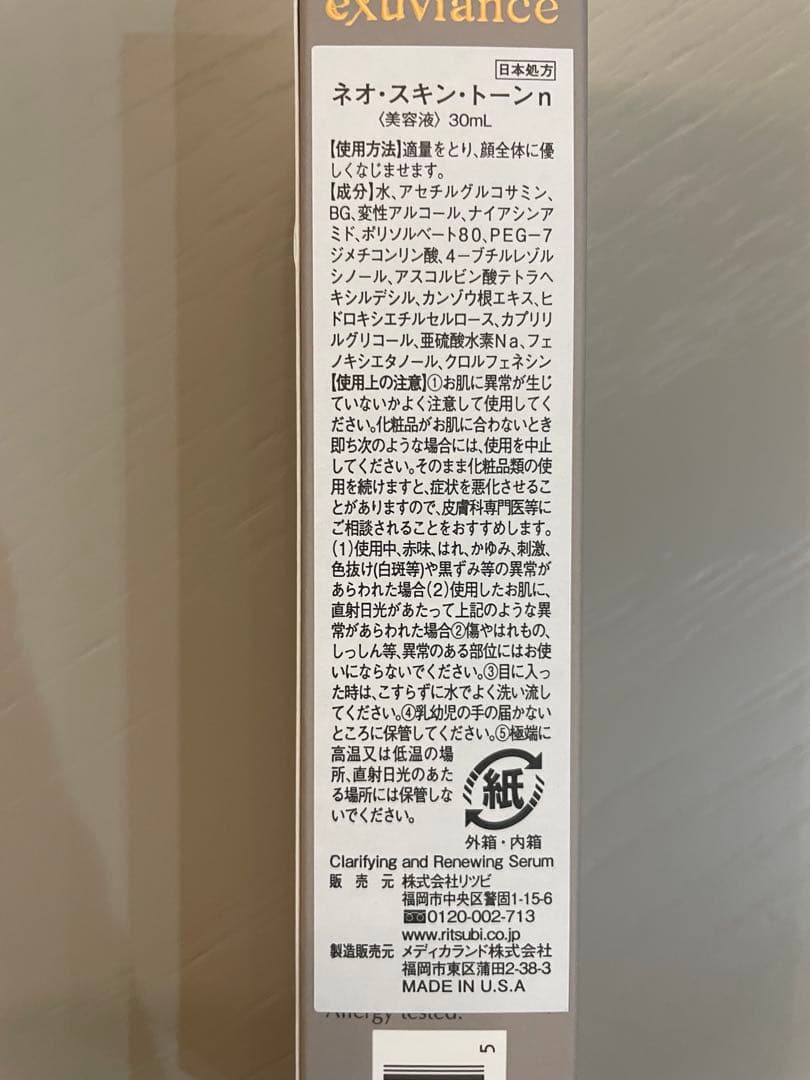 exuviance
日本処方
ネオ・スキン・トーンn
〈美容液〉30mL
【使用方法】適量をとり、顔全体に優
しくなじませます。
【成分】水、アセチルグルコサミン、
BG、変性アルコール、ナイアシンア
ミド、ポリソルベート80、PEG-7
ジメチコンリン酸、4-ブチルレゾル
シノール、アスコルビン酸テトラヘ
キシルデシル、カンゾウ根エキス、ヒ
ドロキシエチルセルロース、カプリリ
ルグリコール、亜硫酸水素Na、フェ
ノキシエタノール、クロルフェネシン
【使用上の注意】①お肌に異常が生じ
ていないかよく注意して使用してく
ださい。化粧品がお肌に合わないとき
即ち次のような場合には、使用を中止
してください。そのまま化粧品類の使
用を続けますと、症状を悪化させるこ
とがありますので、皮膚科専門医等に
ご相談されることをおすすめします。
(1)使用中、赤味、はれ、かゆみ、刺激、
色抜け(白斑等)や黒ずみ等の異常が
あらわれた場合(2)使用したお肌に、
直射日光があたって上記のような異
常があらわれた場合②傷やはれもの、
しっしん等、異常のある部位にはお使
いにならないでください。③目に入っ
た時は、こすらずに水でよく洗い流し
てください。④乳幼児の手の届かない
ところに保管してください。⑤極端に
高温又は低温の場
所、直射日光のあた
る場所には保管しな
いでください。
紙
外箱・内箱
Clarifying and Renewing Serum
販売元 株式会社リツビ
福岡市中央区警固1-15-6
0120-002-713
www.ritsubi.co.jp
製造販売元 メディカランド株式会社
福岡市東区蒲田2-38-3
MADE IN U.S.A
Allergy tested.
5